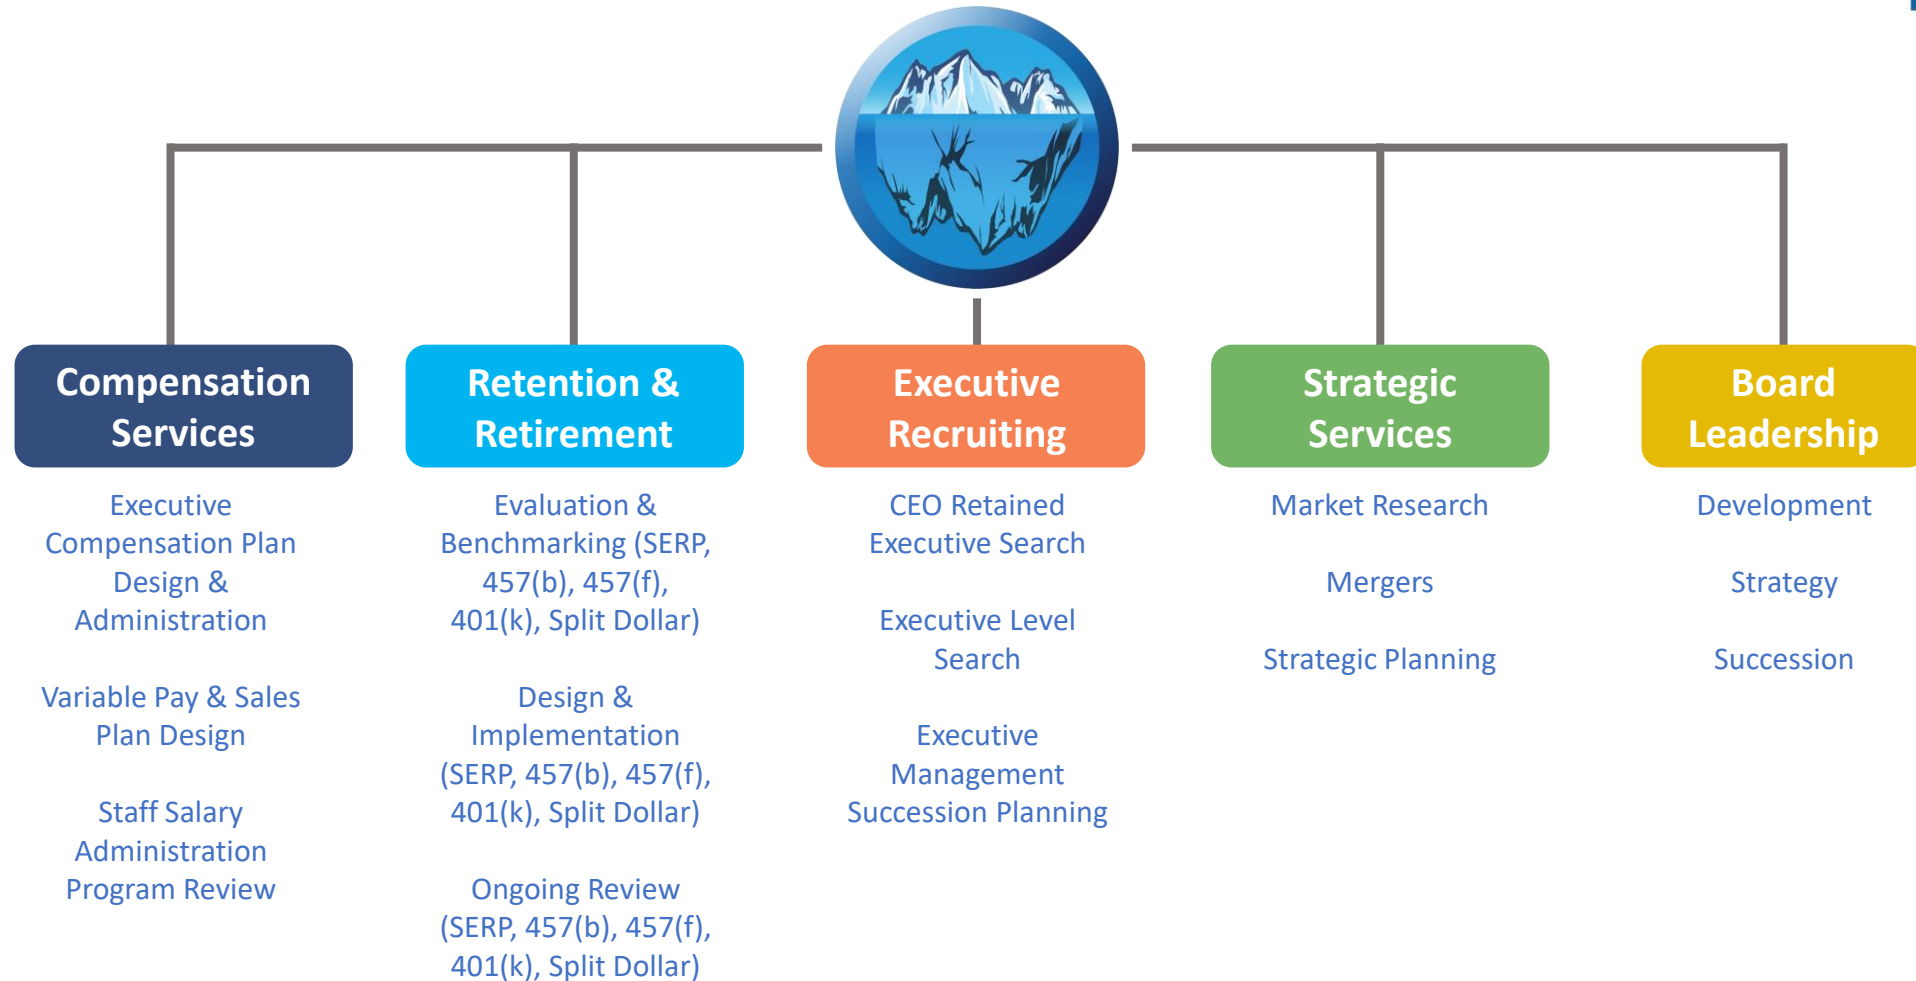 Compensation
Services
Executive
Compensation Plan
Design &
Administration
Variable Pay & Sales
Plan Design
Staff Salary
Administration
Program Review
Retention &
Retirement
Evaluation &
Benchmarking (SERP,
457(b), 457(f),
401(k), Split Dollar)
Design &
Implementation
(SERP, 457(b), 457(f),
401(k), Split Dollar)
Ongoing Review
(SERP, 457(b), 457(f),
401(k), Split Dollar)
Executive
Recruiting
CEO Retained
Executive Search
Executive Level
Search
Executive
Management
Succession Planning
Strategic
Services
Market Research
Mergers
Strategic Planning
Board
Leadership
Development
Strategy
Succession